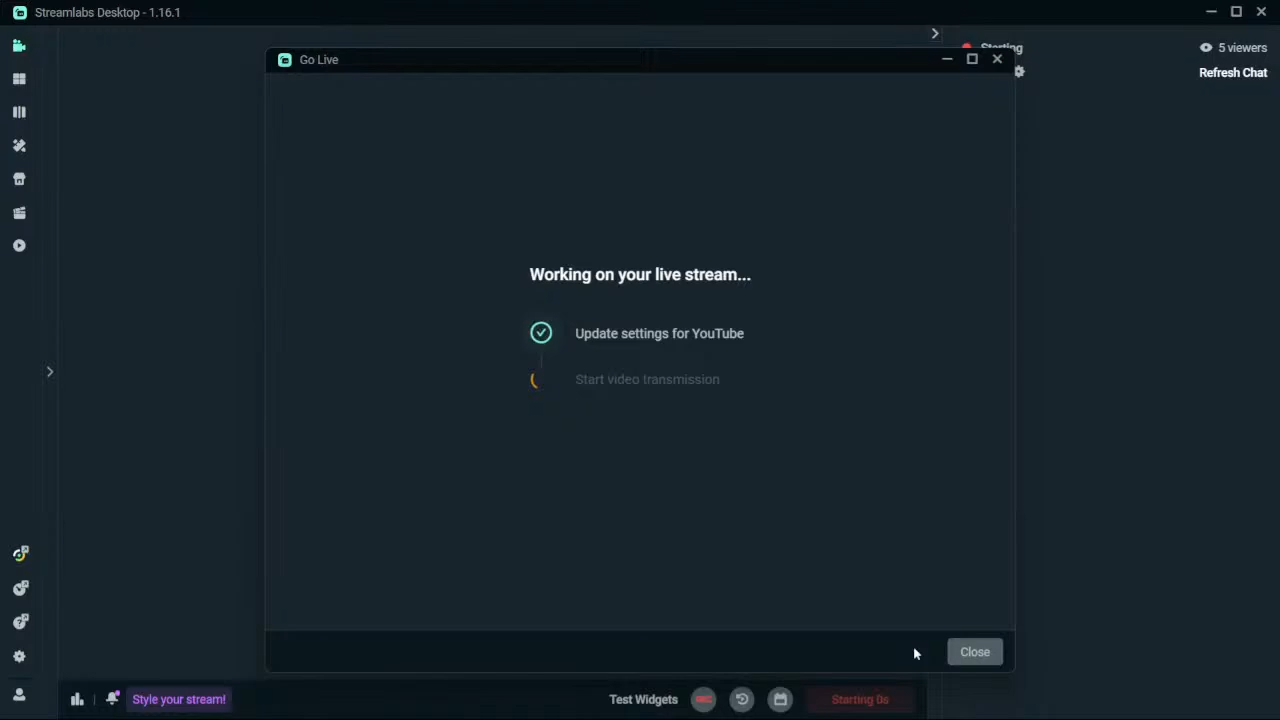 Streamlabs Desktop - 1.16.1
Go Live
Starting
5 viewers
Refresh Chat
Working on your live stream...
Update settings for YouTube
Start video transmission
Close
Style your stream!
Test Widgets
REC
Starting 0s